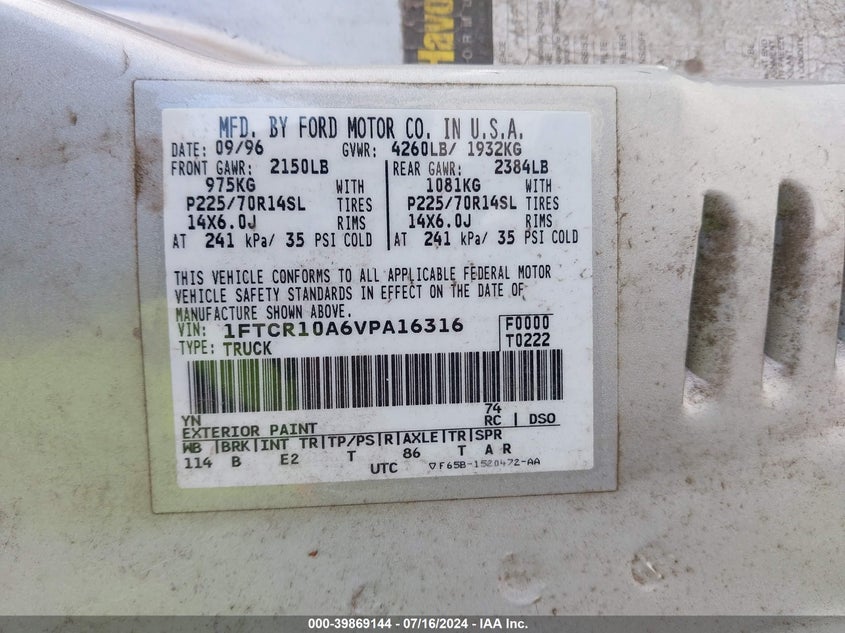 Havo
MFD. BY FORD MOTOR CO. IN U.S.A.
DATE: 09/96 GVWR: 4260LB/ 1932KG
FRONT GAWR: 2150LB REAR GAWR: 2384LB
975KG WITH 1081KG WITH
P225/70R14SL TIRES P225/70R14SL TIRES
14X6.0J RIMS 14X6.0J RIMS
AT 241 kPa/ 35 PSI COLD AT 241 kPa/ 35 PSI COLD
THIS VEHICLE CONFORMS TO ALL APPLICABLE FEDERAL MOTOR
VEHICLE SAFETY STANDARDS IN EFFECT ON THE DATE OF
MANUFACTURE SHOWN ABOVE.
VIN: 1FTCR10A6VPA16316 F0000
TYPE: TRUCK T0222
YN 74
EXTERIOR PAINT RC DSO
WB BRK INT TR TP/PS R AXLE TR SPR
114 B E2 T 86 T A R
UTC ▽F65B-1520472-AA
000-39869144 - 07/16/2024 - IAA Inc.